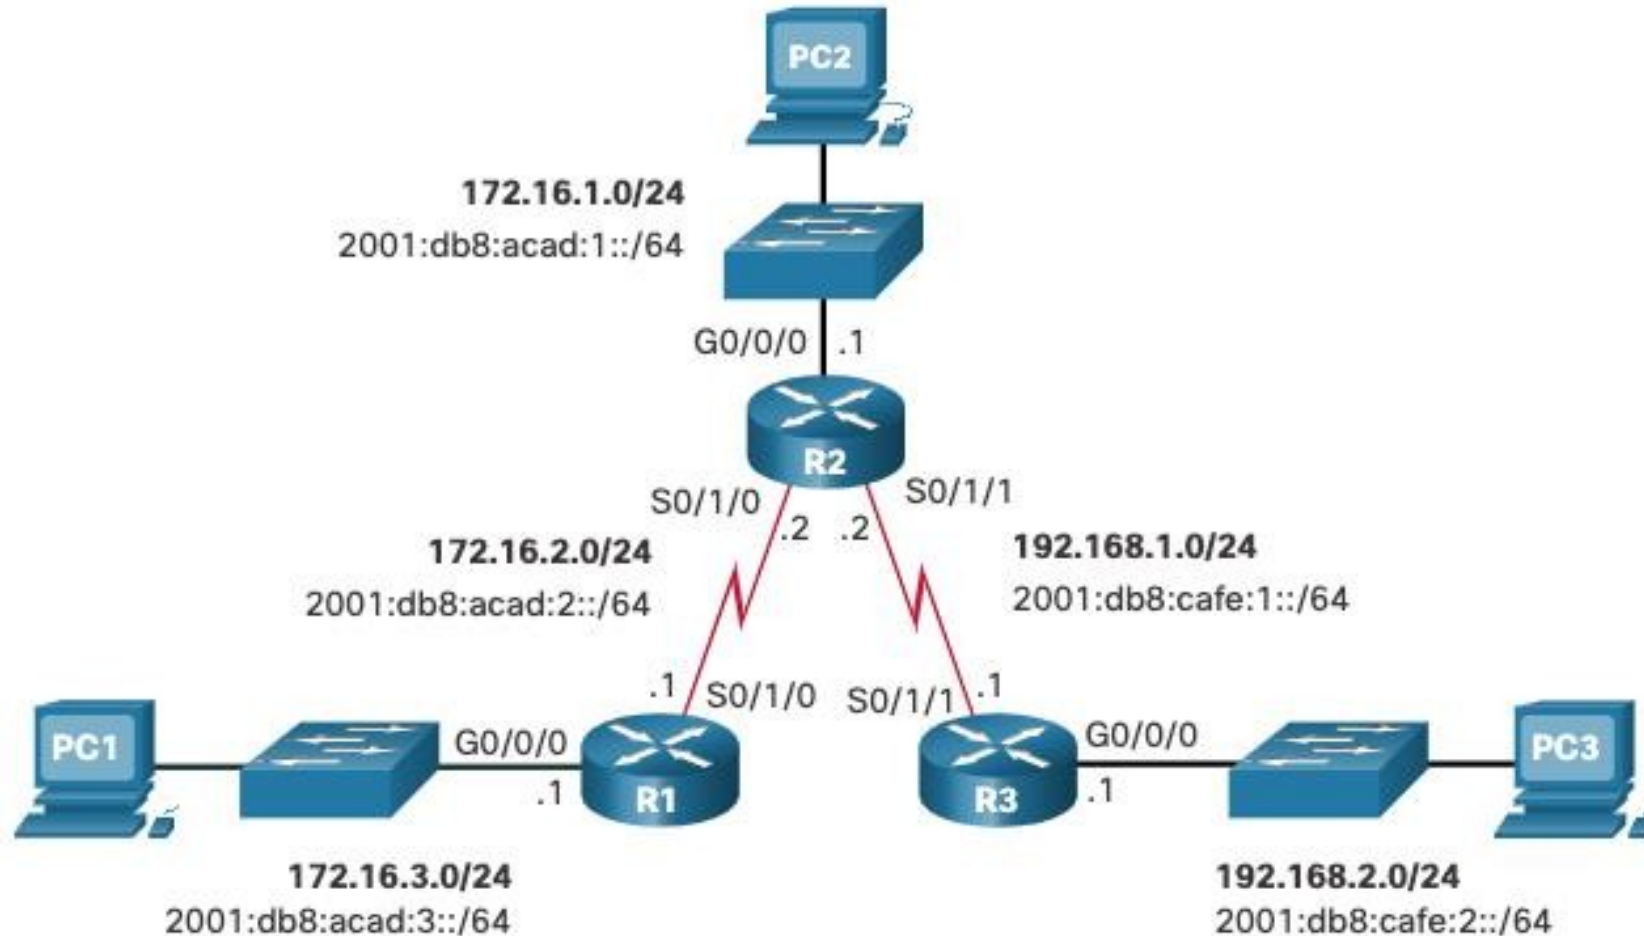 PC2
172.16.1.0/24
2001:db8:acad:1::/64
G0/0/0 .1
R2
S0/1/0
S0/1/1
.2 .2
172.16.2.0/24
2001:db8:acad:2::/64
192.168.1.0/24
2001:db8:cafe:1::/64
.1 S0/1/0
S0/1/1 .1
PC1
G0/0/0
.1
R1
R3
G0/0/0
.1
PC3
172.16.3.0/24
2001:db8:acad:3::/64
192.168.2.0/24
2001:db8:cafe:2::/64